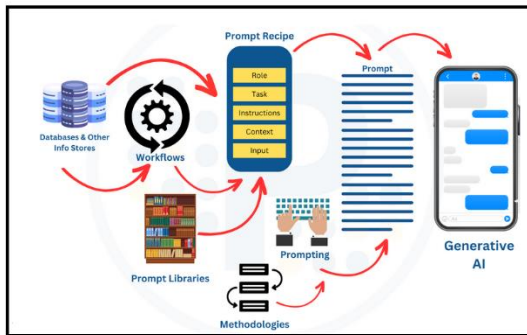 Prompt Recipe
Role
Task
Instructions
Context
Input
Prompt
Databases & Other
Info Stores
Workflows
Prompt Libraries
Prompting
Methodologies
Generative
AI